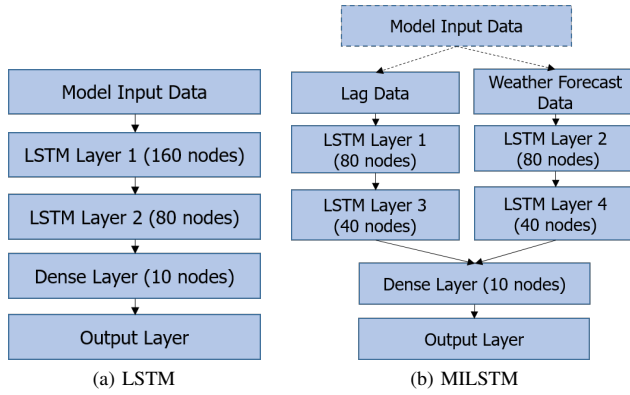 Model Input Data
LSTM Layer 1 (160 nodes)
LSTM Layer 2 (80 nodes)
Dense Layer (10 nodes)
Output Layer
(a) LSTM
Model Input Data
Lag Data
Weather Forecast
Data
LSTM Layer 1
(80 nodes)
LSTM Layer 2
(80 nodes)
LSTM Layer 3
(40 nodes)
LSTM Layer 4
(40 nodes)
Dense Layer (10 nodes)
Output Layer
(b) MILSTM